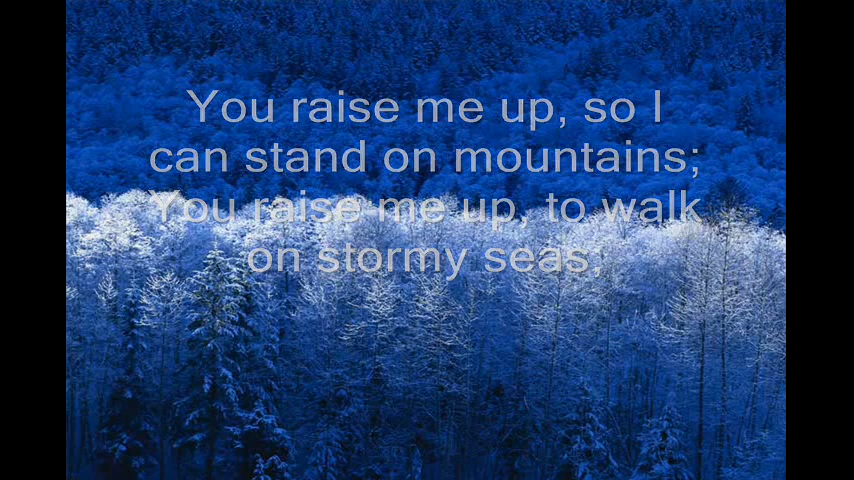 You raise me up, so I
can stand on mountains;
You raise me up, to walk
on stormy seas;